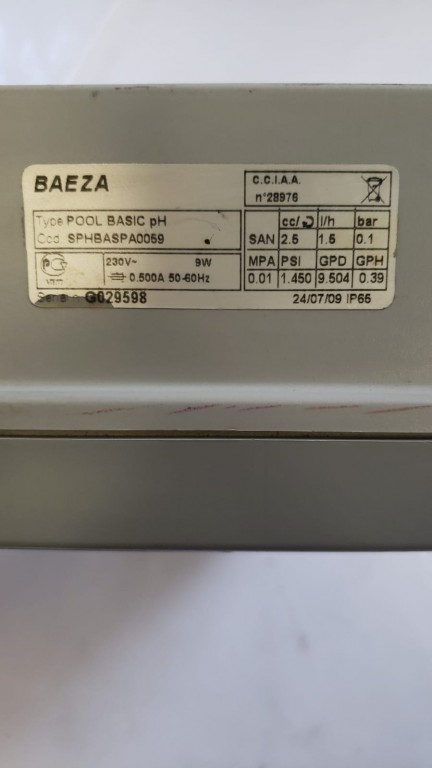 BAEZA
C.C.I.A.A.
n°28976
Type POOL BASIC pH
Cod. SPHBASPA0059
cc/ l/h bar
SAN 2.5 1.5 0.1
MPA PSI GPD GPH
0.01 1.450 9.504 0.39
230V~ 9W
0.500A 50-60Hz
G029598
24/07/09 IP65